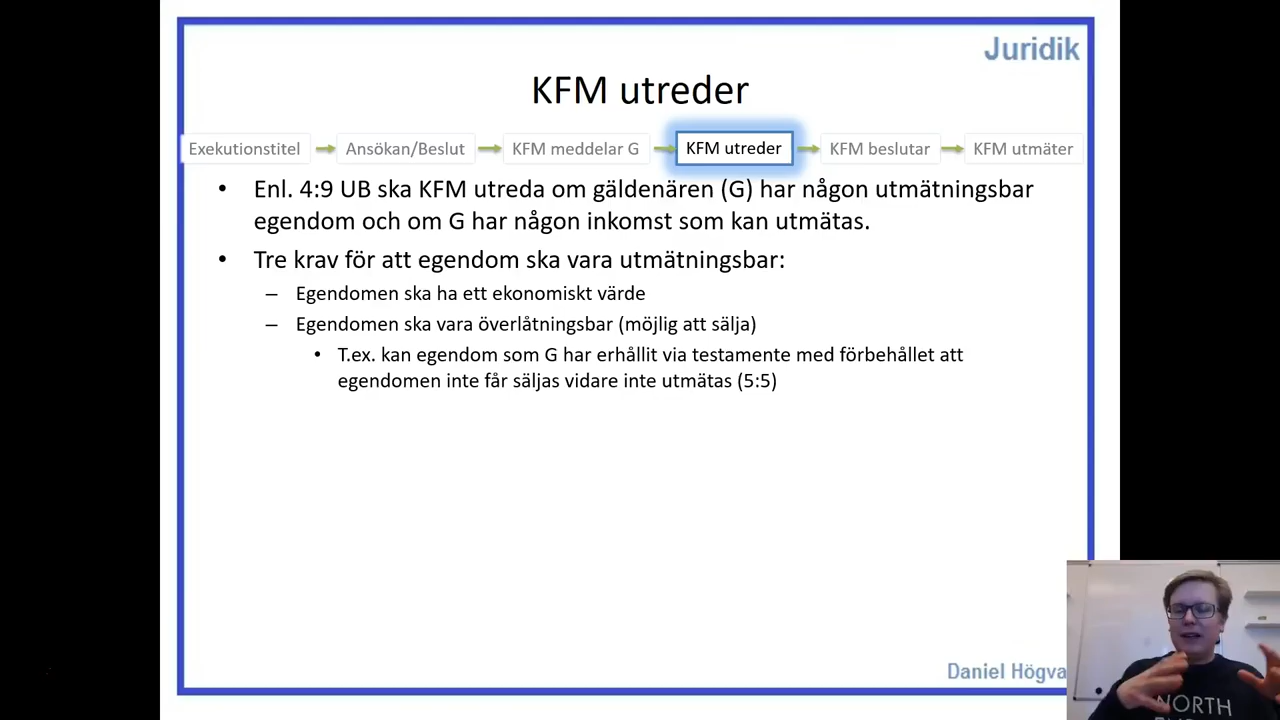 Juridik
KFM utreder
Exekutionstitel
Ansökan/Beslut
KFM meddelar G
KFM utreder
KFM beslutar
KFM utmäter
• Enl. 4:9 UB ska KFM utreda om gäldenären (G) har någon utmätningsbar
egendom och om G har någon inkomst som kan utmätas.
• Tre krav för att egendom ska vara utmätningsbar:
– Egendomen ska ha ett ekonomiskt värde
– Egendomen ska vara överlåtningsbar (möjlig att sälja)
• T.ex. kan egendom som G har erhållit via testamente med förbehållet att
egendomen inte får säljas vidare inte utmätas (5:5)
Daniel Högva
NORTH